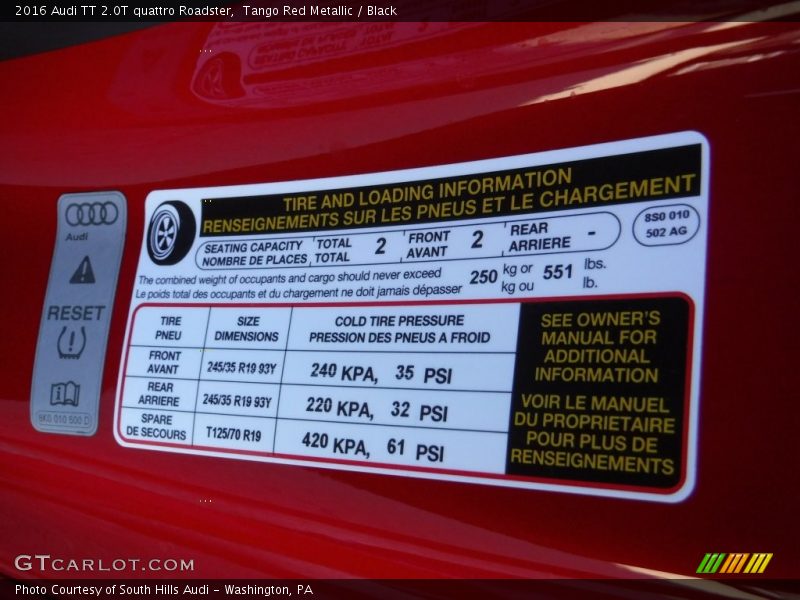 2016 Audi TT 2.0T quattro Roadster,  Tango Red Metallic / Black
Audi
RESET
8K0 010 500 D
TIRE AND LOADING INFORMATION
RENSEIGNEMENTS SUR LES PNEUS ET LE CHARGEMENT
SEATING CAPACITY TOTAL 2 FRONT 2 REAR -
NOMBRE DE PLACES TOTAL AVANT ARRIERE
8S0 010
502 AG
The combined weight of occupants and cargo should never exceed 250 kg or 551 lbs.
Le poids total des occupants et du chargement ne doit jamais dépasser kg ou lb.
TIRE SIZE COLD TIRE PRESSURE
PNEU DIMENSIONS PRESSION DES PNEUS A FROID
FRONT
AVANT 245/35 R19 93Y 240 KPA, 35 PSI
REAR
ARRIERE 245/35 R19 93Y 220 KPA, 32 PSI
SPARE
DE SECOURS T125/70 R19 420 KPA, 61 PSI
SEE OWNER'S
MANUAL FOR
ADDITIONAL
INFORMATION
VOIR LE MANUEL
DU PROPRIETAIRE
POUR PLUS DE
RENSEIGNEMENTS
GTCARLOT.COM
Photo Courtesy of South Hills Audi - Washington, PA